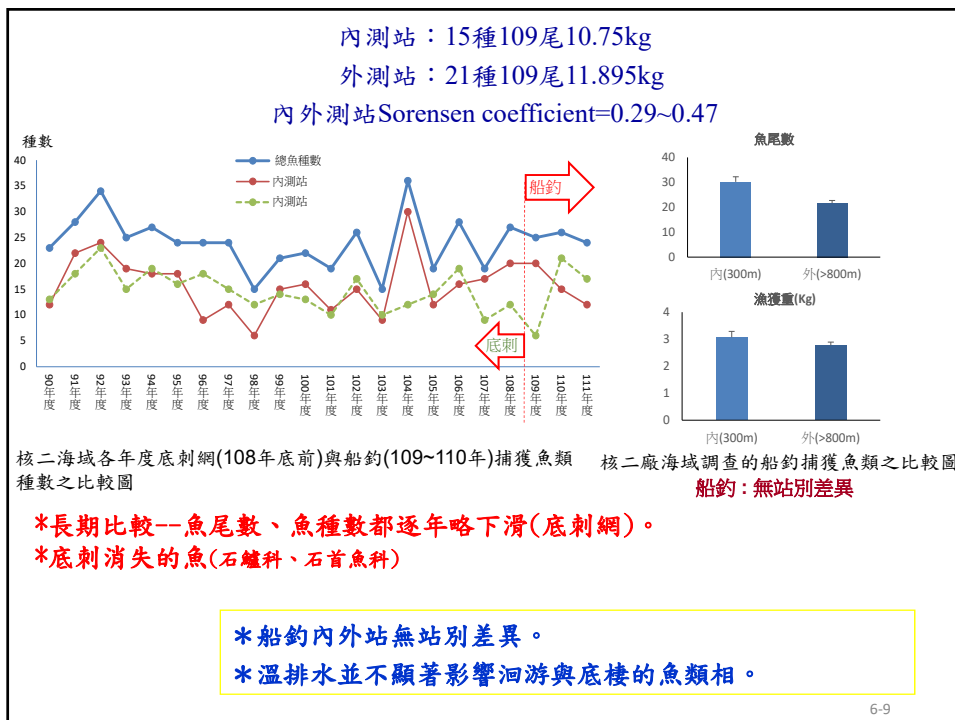 內測站：15種109尾10.75kg
外測站：21種109尾11.895kg
內外測站Sorensen coefficient=0.29~0.47
種數
40
35
30
25
20
15
10
5
0
總魚種數
內測站
內測站
船釣
底刺
90年度
91年度
92年度
93年度
94年度
95年度
96年度
97年度
98年度
99年度
100年度
101年度
102年度
103年度
104年度
105年度
106年度
107年度
108年度
109年度
110年度
111年度
核二海域各年度底刺網(108年底前)與船釣(109~110年)捕獲魚類
種數之比較圖
魚尾數
40
30
20
10
0
內(300m)
外(>800m)
漁獲重(Kg)
4
3
2
1
0
內(300m)
外(>800m)
核二廠海域調查的船釣捕獲魚類之比較圖
船釣：無站別差異
*長期比較--魚尾數、魚種數都逐年略下滑(底刺網)。
*底刺消失的魚(石鱸科、石首魚科)
＊船釣內外站無站別差異。
＊溫排水並不顯著影響洄游與底棲的魚類相。
6-9